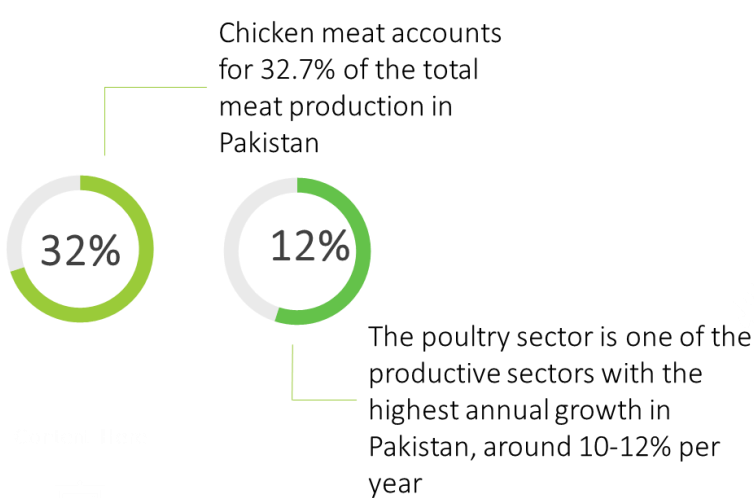 Chicken meat accounts
for 32.7% of the total
meat production in
Pakistan
32%
12%
The poultry sector is one of the
productive sectors with the
highest annual growth in
Pakistan, around 10-12% per
year